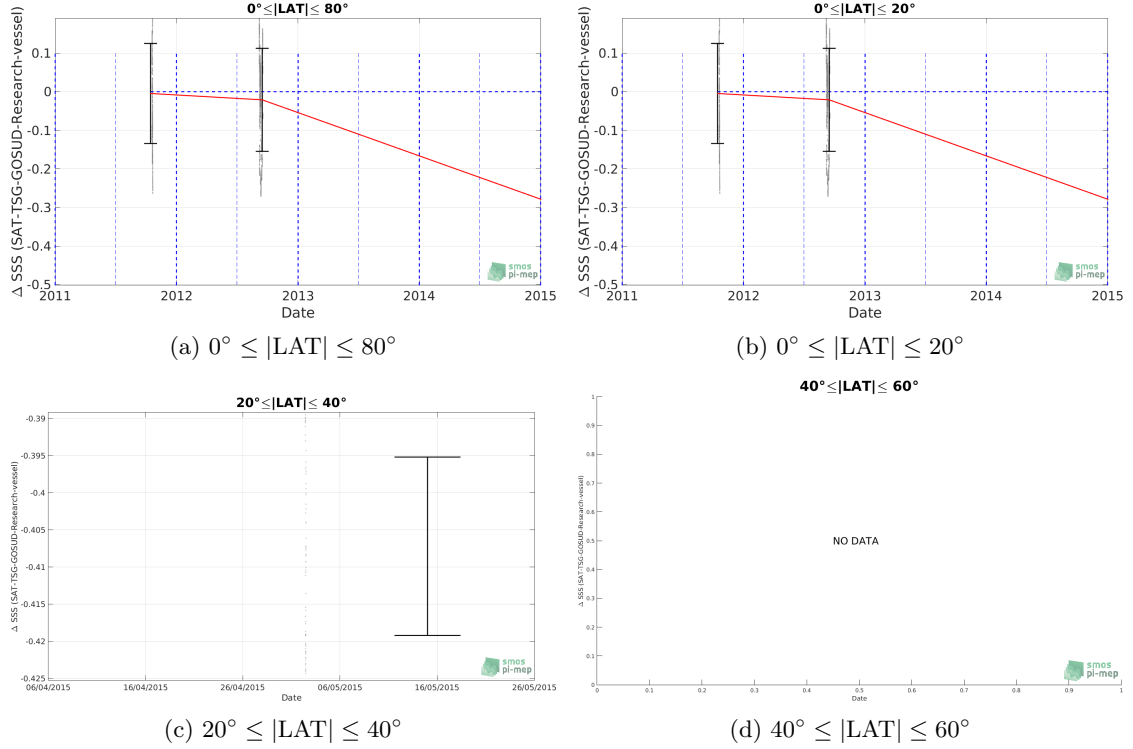 0°≤|LAT|≤ 80°
Δ SSS (SAT-TSG-GOSUD-Research-vessel)
0.1
0
-0.1
-0.2
-0.3
-0.4
-0.5
2011 2012 2013 2014 2015
Date
smos
pi-mep
(a) 0° ≤ |LAT| ≤ 80°
0°≤|LAT|≤ 20°
Δ SSS (SAT-TSG-GOSUD-Research-vessel)
0.1
0
-0.1
-0.2
-0.3
-0.4
-0.5
2011 2012 2013 2014 2015
Date
smos
pi-mep
(b) 0° ≤ |LAT| ≤ 20°
20°≤|LAT|≤ 40°
Δ SSS (SAT-TSG-GOSUD-Research-vessel)
-0.39
-0.395
-0.4
-0.405
-0.41
-0.415
-0.42
-0.425
06/04/2015 16/04/2015 26/04/2015 06/05/2015 16/05/2015 26/05/2015
Date
smos
pi-mep
(c) 20° ≤ |LAT| ≤ 40°
40°≤|LAT|≤ 60°
Δ SSS (SAT-TSG-GOSUD-Research-vessel)
1
0.9
0.8
0.7
0.6
0.5
0.4
0.3
0.2
0.1
0
NO DATA
0 0.1 0.2 0.3 0.4 0.5 0.6 0.7 0.8 0.9 1
Date
smos
pi-mep
(d) 40° ≤ |LAT| ≤ 60°